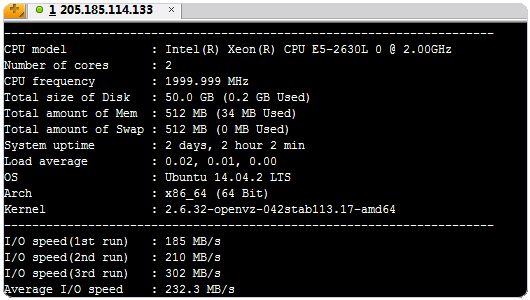 1 205.185.114.133 ×
----------------------------------------------------------------------
CPU model            : Intel(R) Xeon(R) CPU E5-2630L 0 @ 2.00GHz
Number of cores      : 2
CPU frequency        : 1999.999 MHz
Total size of Disk   : 50.0 GB (0.2 GB Used)
Total amount of Mem  : 512 MB (34 MB Used)
Total amount of Swap : 512 MB (0 MB Used)
System uptime        : 2 days, 2 hour 2 min
Load average         : 0.02, 0.01, 0.00
OS                   : Ubuntu 14.04.2 LTS
Arch                 : x86_64 (64 Bit)
Kernel               : 2.6.32-openvz-042stab113.17-amd64
----------------------------------------------------------------------
I/O speed(1st run)   : 185 MB/s
I/O speed(2nd run)   : 210 MB/s
I/O speed(3rd run)   : 302 MB/s
Average I/O speed    : 232.3 MB/s